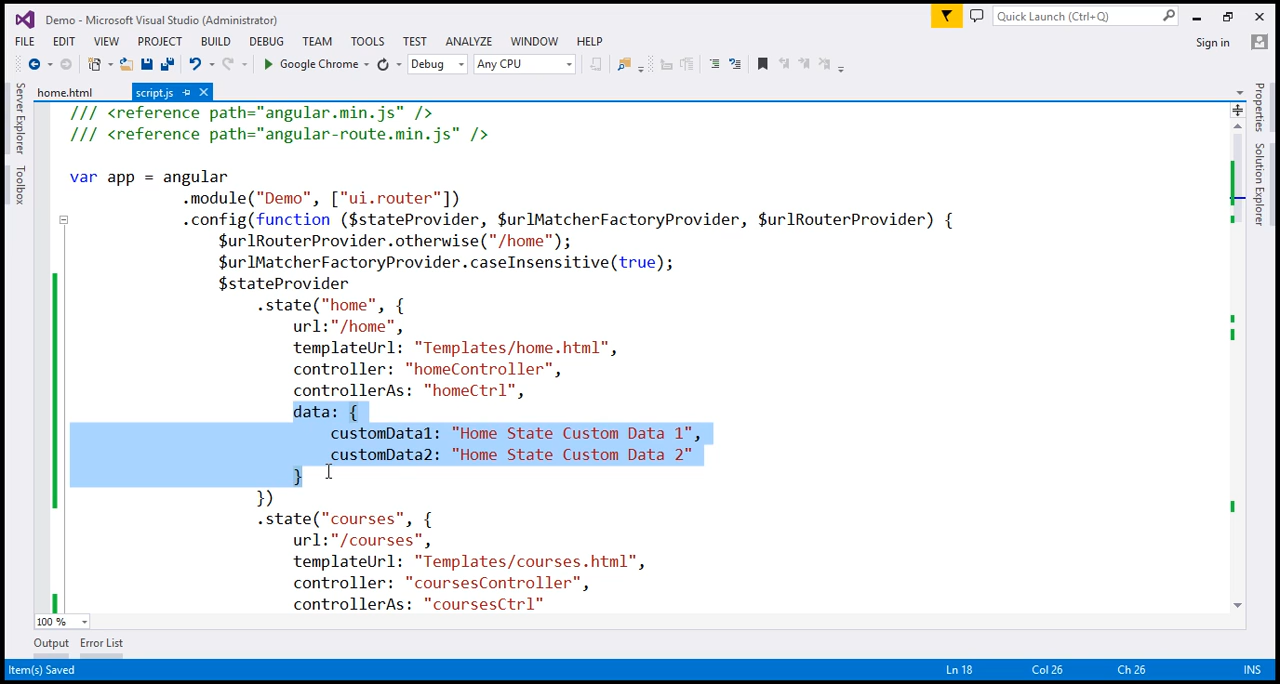 Demo - Microsoft Visual Studio (Administrator)
Quick Launch (Ctrl+Q)
FILE EDIT VIEW PROJECT BUILD DEBUG TEAM TOOLS TEST ANALYZE WINDOW HELP
Sign in
Google Chrome Debug Any CPU
home.html script.js
Server Explorer
Toolbox
Properties
Solution Explorer
/// <reference path="angular.min.js" />
/// <reference path="angular-route.min.js" />
var app = angular
.module("Demo", ["ui.router"])
.config(function ($stateProvider, $urlMatcherFactoryProvider, $urlRouterProvider) {
$urlRouterProvider.otherwise("/home");
$urlMatcherFactoryProvider.caseInsensitive(true);
$stateProvider
.state("home", {
url:"/home",
templateUrl: "Templates/home.html",
controller: "homeController",
controllerAs: "homeCtrl",
data: {
customData1: "Home State Custom Data 1",
customData2: "Home State Custom Data 2"
}
})
.state("courses", {
url:"/courses",
templateUrl: "Templates/courses.html",
controller: "coursesController",
controllerAs: "coursesCtrl"
100 %
Output Error List
Item(s) Saved Ln 18 Col 26 Ch 26 INS